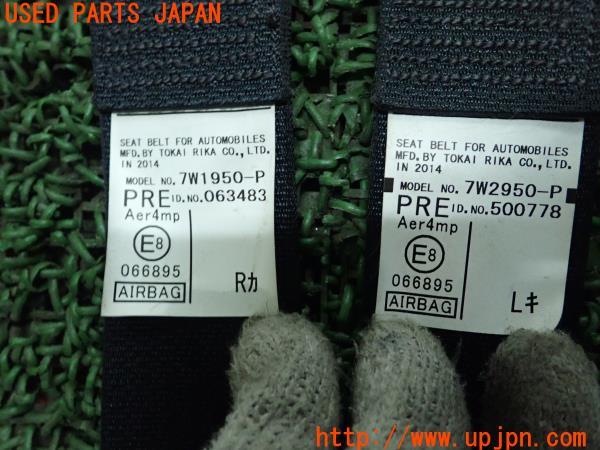 USED PARTS JAPAN
SEAT BELT FOR AUTOMOBILES
MFD.BY TOKAI RIKA CO.,LTD.
IN 2014
MODEL NO. 7W1950-P
PRE ID.NO.063483
Aer4mp
E8
066895
AIRBAG
Rカ
SEAT BELT FOR AUTOMOBILES
MFD.BY TOKAI RIKA CO.,LTD.
IN 2014
MODEL NO. 7W2950-P
PRE ID.NO.500778
Aer4mp
E8
066895
AIRBAG
Lキ
http://www.upjpn.com/